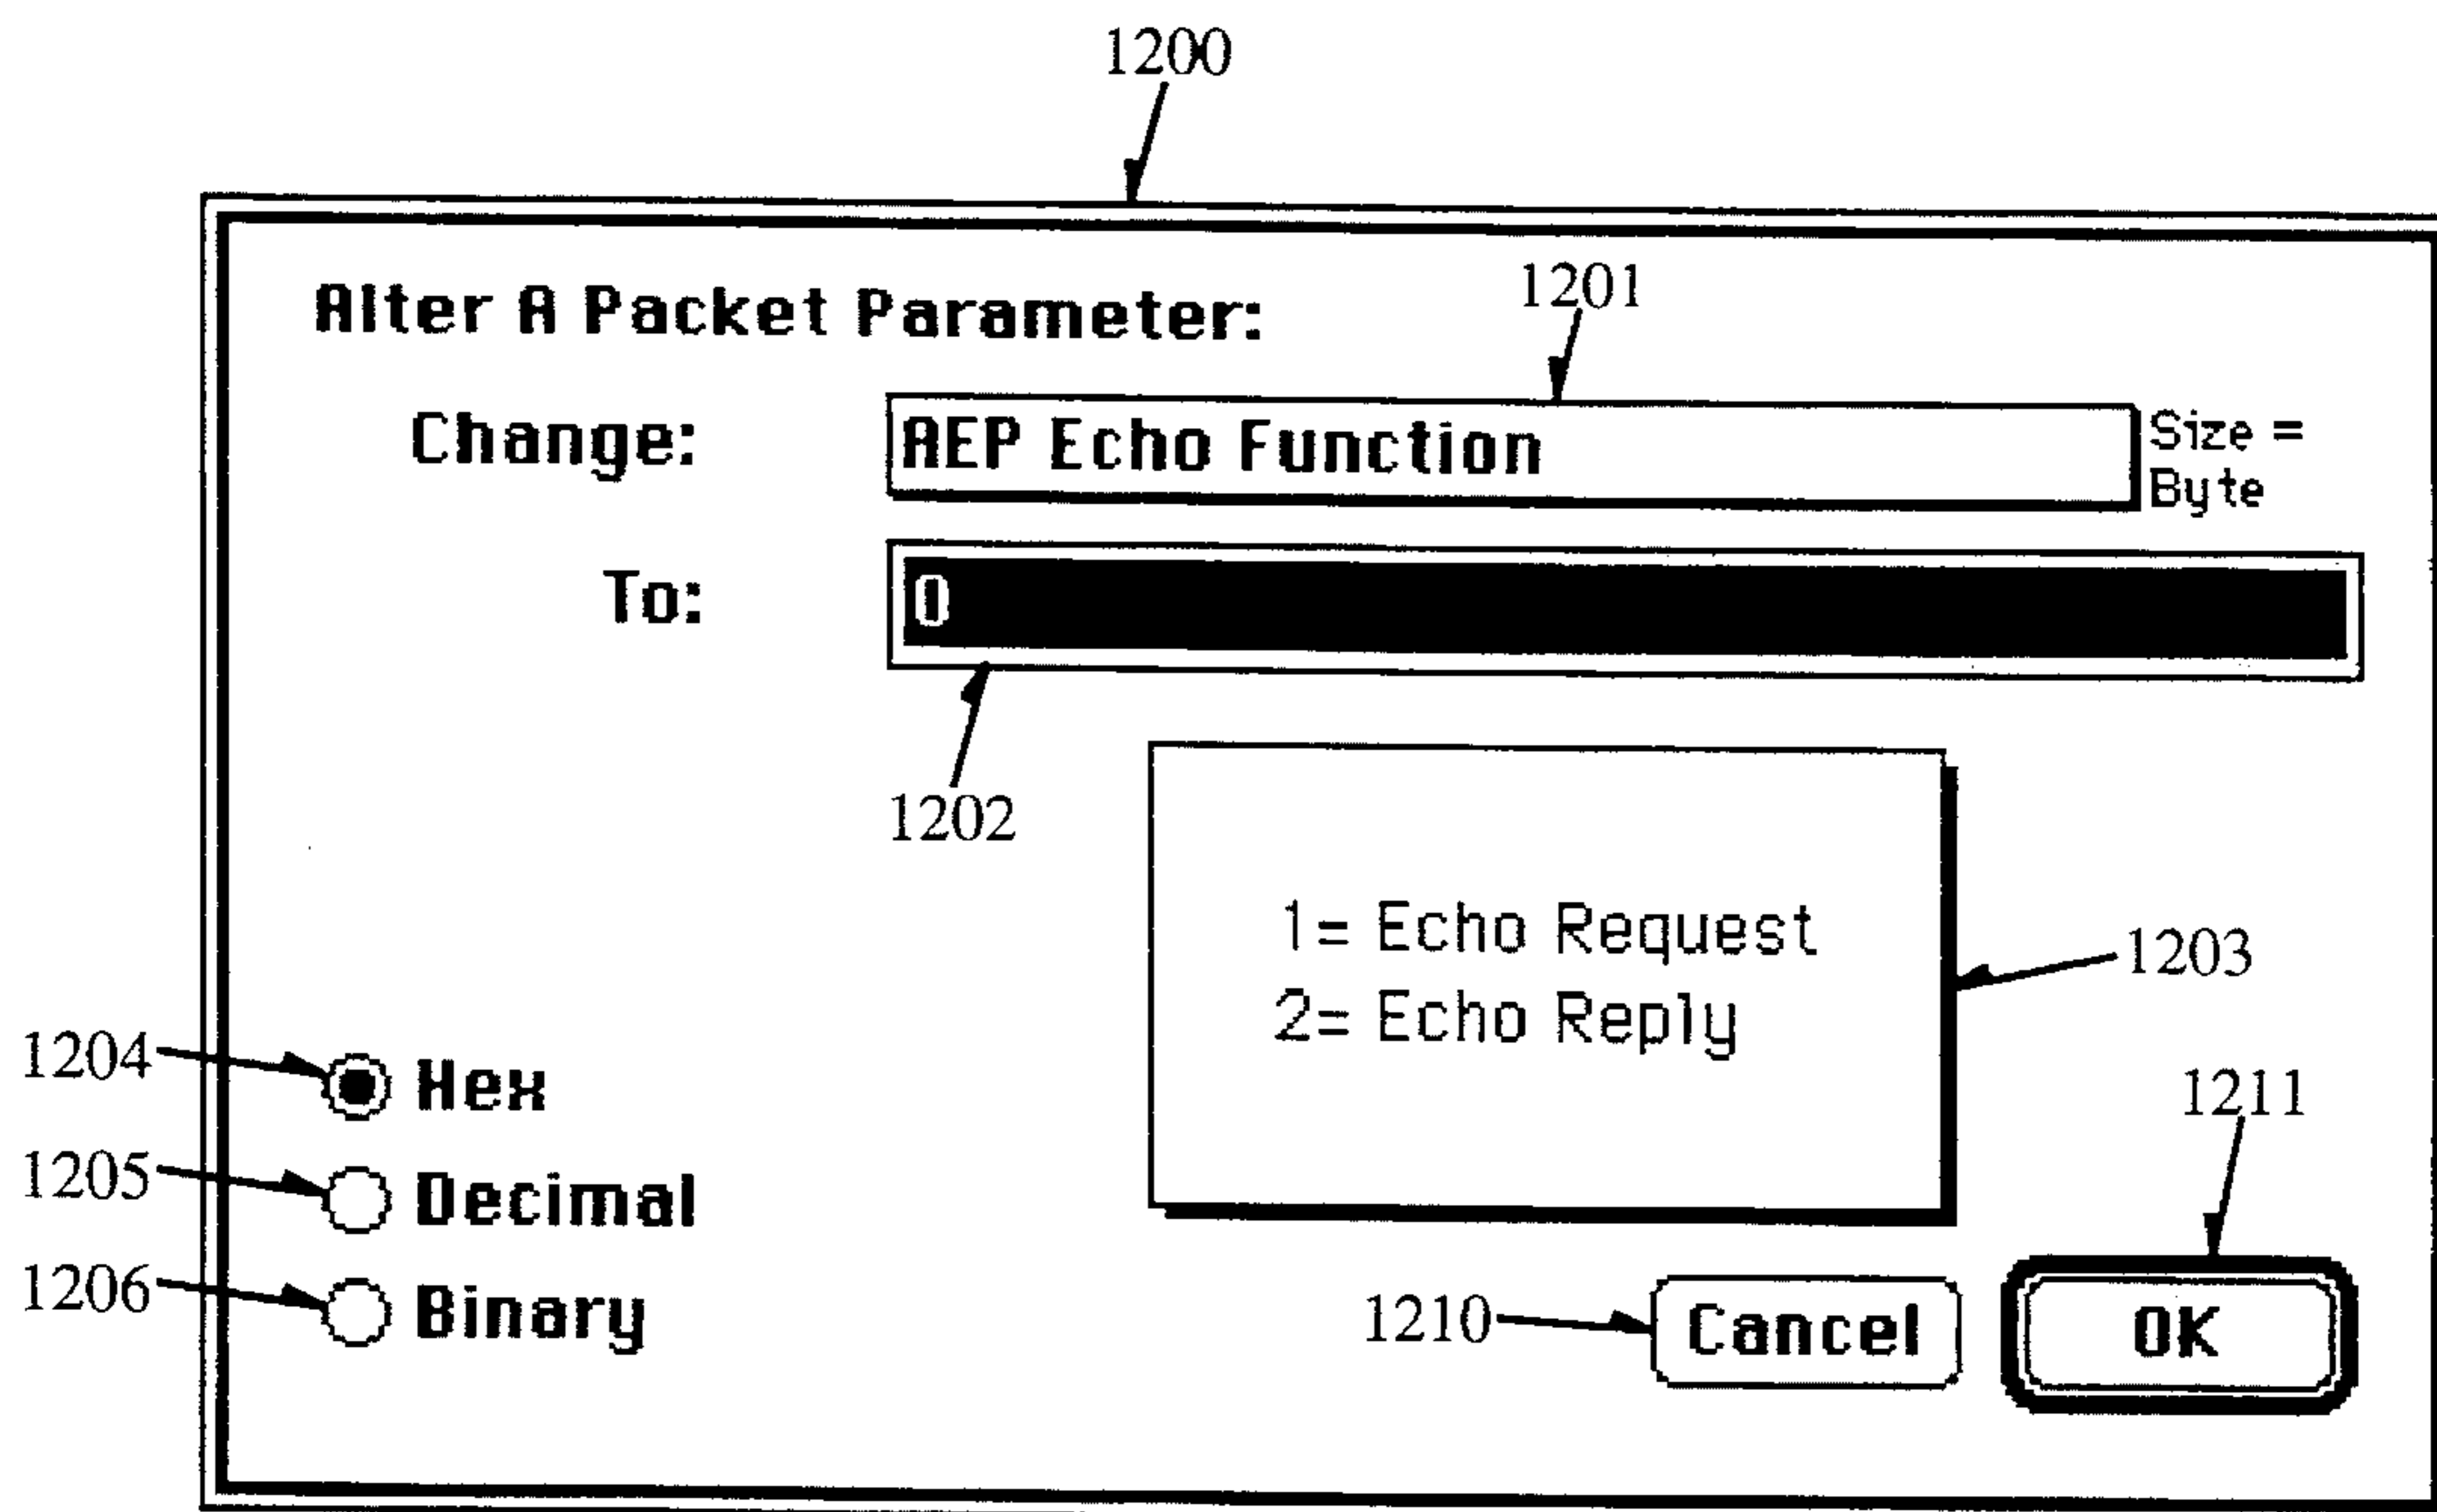 1200
Alter A Packet Parameter:
1201
Change:
AEP Echo Function
Size =
Byte
To:
0
1202
1= Echo Request
2= Echo Reply
1203
1204
Hex
1205
Decimal
1206
Binary
1210
Cancel
1211
OK